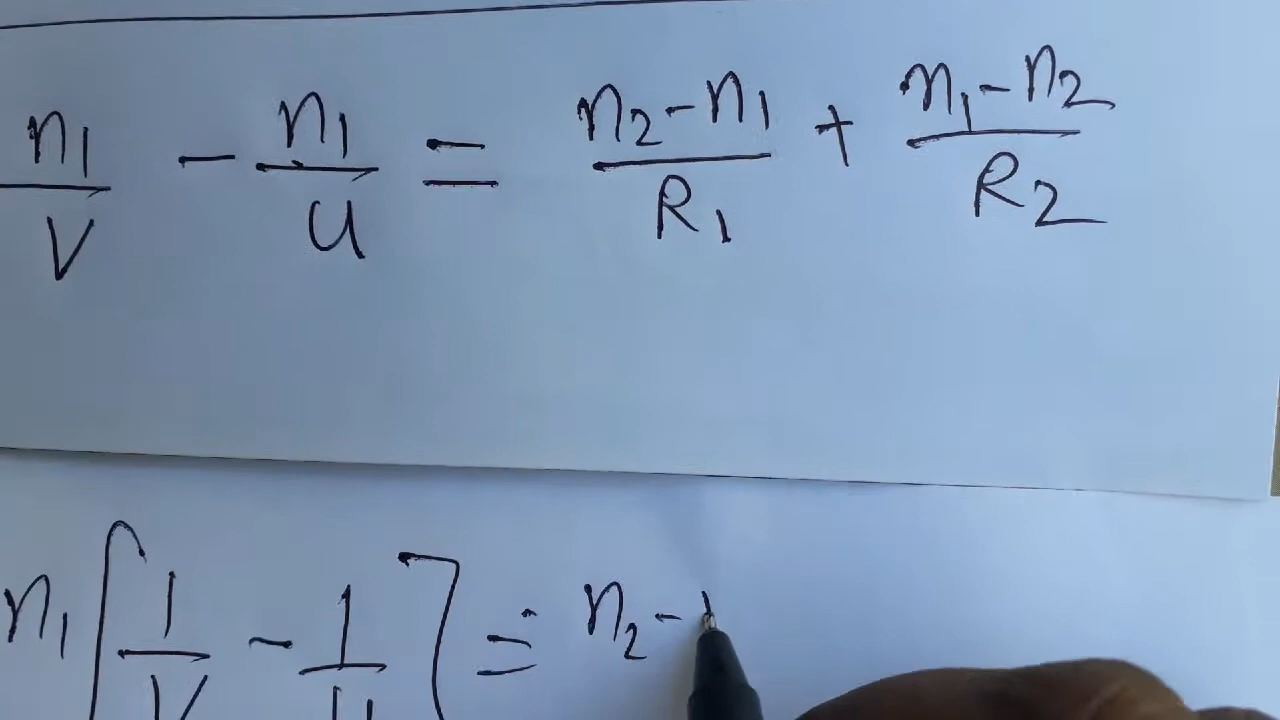 n₁/V − n₁/u = (n₂ − n₁)/R₁ + (n₁ − n₂)/R₂
n₁ [1/V − 1/u] = n₂ −